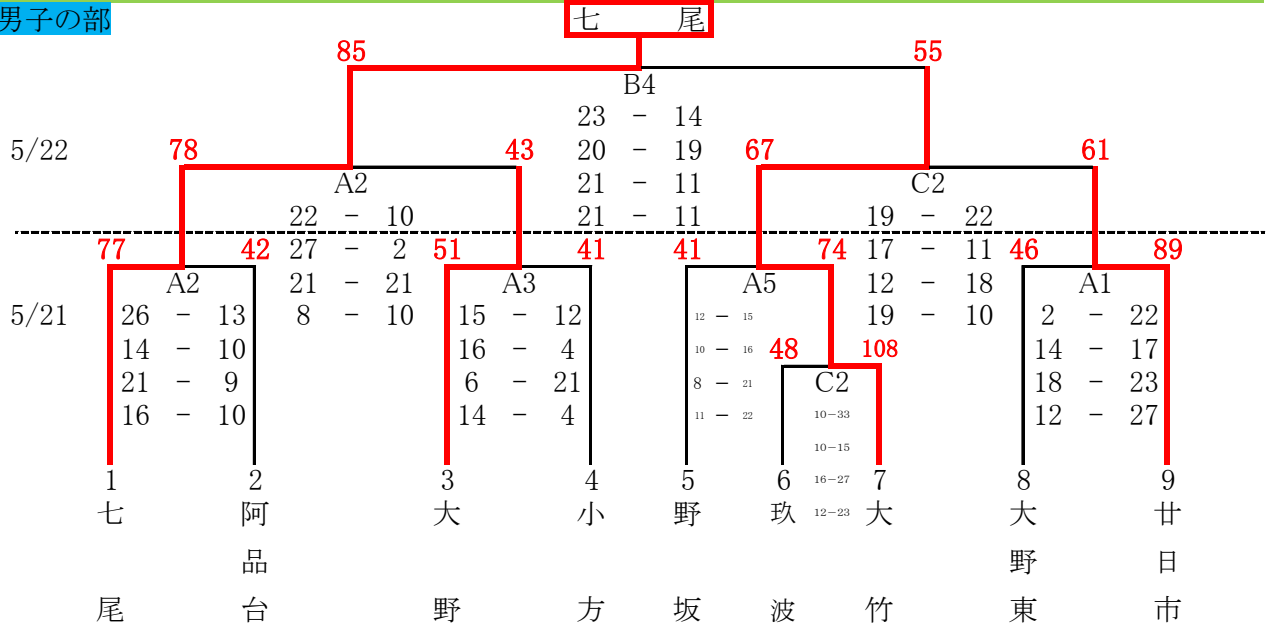 男子の部
七 尾
85 55
B4
23 － 14
5/22 78 43 20 － 19 67 61
A2 21 － 11 C2
22 － 10 21 － 11 19 － 22
77 42 27 － 2 51 41 41 74 17 － 11 46 89
A2 21 － 21 A3 A5 12 － 18 A1
5/21 26 － 13 8 － 10 15 － 12 12 － 15 19 － 10 2 － 22
14 － 10 16 － 4 10 － 16 48 108 14 － 17
21 － 9 6 － 21 8 － 21 C2 18 － 23
16 － 10 14 － 4 11 － 22 10－33 12 － 27
10－15
1 2 3 4 5 6 16－27 7 8 9
12－23
七尾
阿品台
大野
小方
野坂
玖波
大竹
大野東
廿日市